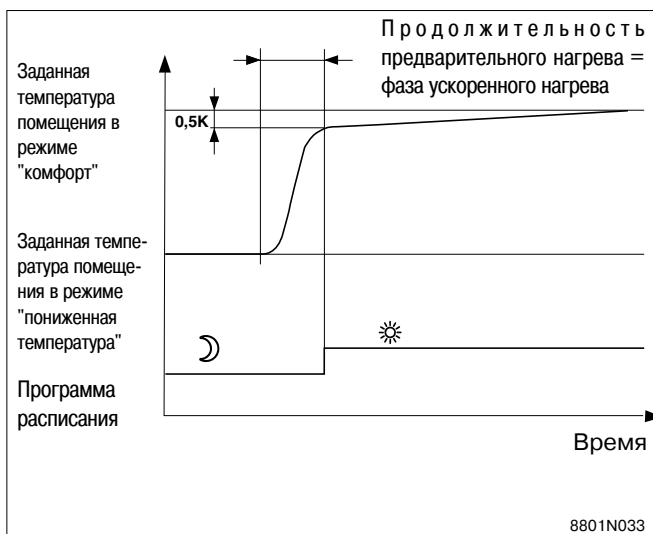 Продолжительность
предварительного нагрева =
фаза ускоренного нагрева
Заданная
температура
помещения в
режиме
"комфорт"
0,5K
Заданная темпе-
ратура помеще-
ния в режиме
"пониженная
температура"
Программа
расписания
Время
8801N033